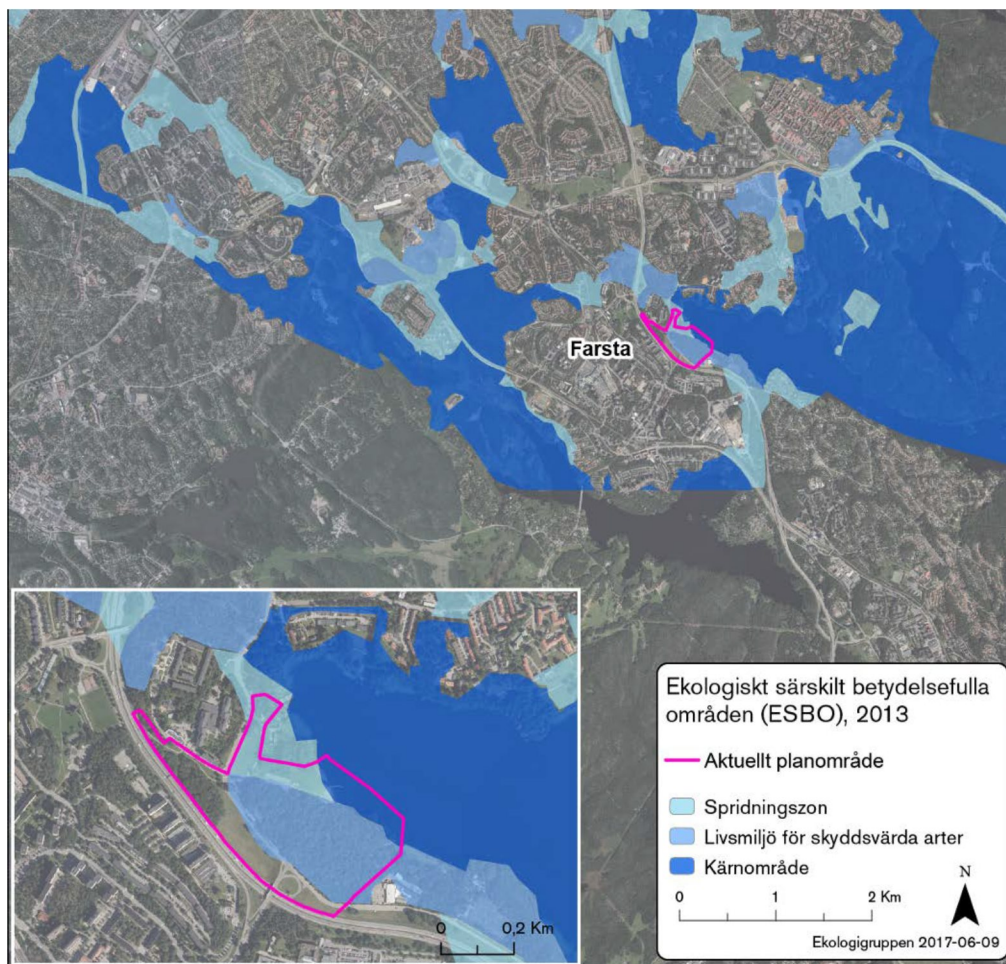 Farsta
Ekologiskt särskilt betydelsefulla
områden (ESBO), 2013
Aktuellt planområde
Spridningszon
Livsmiljö för skyddsvärda arter
Kärnområde
N
0 1 2 Km
Ekologigruppen 2017-06-09
0 0,2 Km